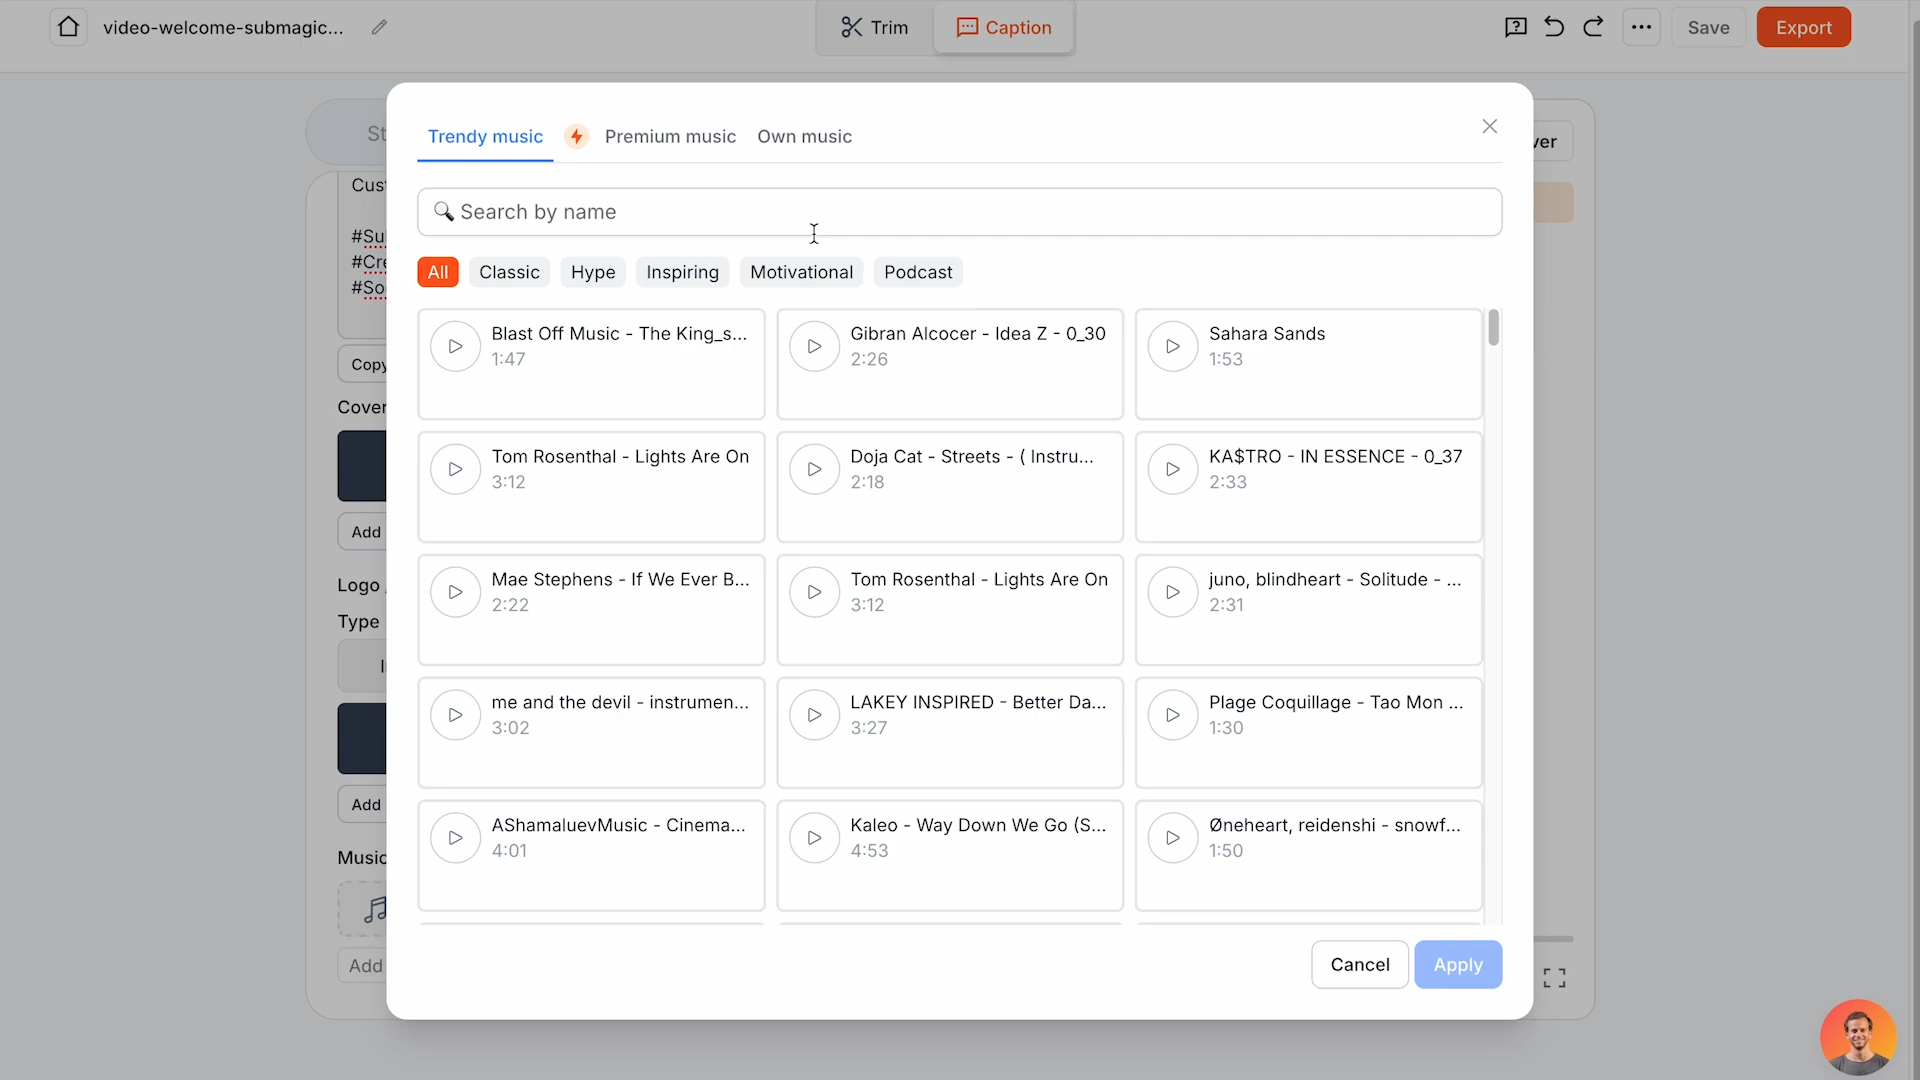 video-welcome-submagic...
Trim
Caption
Save
Export
St
ver
Trendy music
Premium music
Own music
Cust
#Su
#Cre
#So
Search by name
All
Classic
Hype
Inspiring
Motivational
Podcast
Blast Off Music - The King_s...
1:47
Gibran Alcocer - Idea Z - 0_30
2:26
Sahara Sands
1:53
Copy
Cover
Tom Rosenthal - Lights Are On
3:12
Doja Cat - Streets - ( Instru...
2:18
KA$TRO - IN ESSENCE - 0_37
2:33
Add
Logo
Type
Mae Stephens - If We Ever B...
2:22
Tom Rosenthal - Lights Are On
3:12
juno, blindheart - Solitude - ...
2:31
me and the devil - instrumen...
3:02
LAKEY INSPIRED - Better Da...
3:27
Plage Coquillage - Tao Mon ...
1:30
Add
Music
AShamaluevMusic - Cinema...
4:01
Kaleo - Way Down We Go (S...
4:53
Øneheart, reidenshi - snowf...
1:50
Add
Cancel
Apply